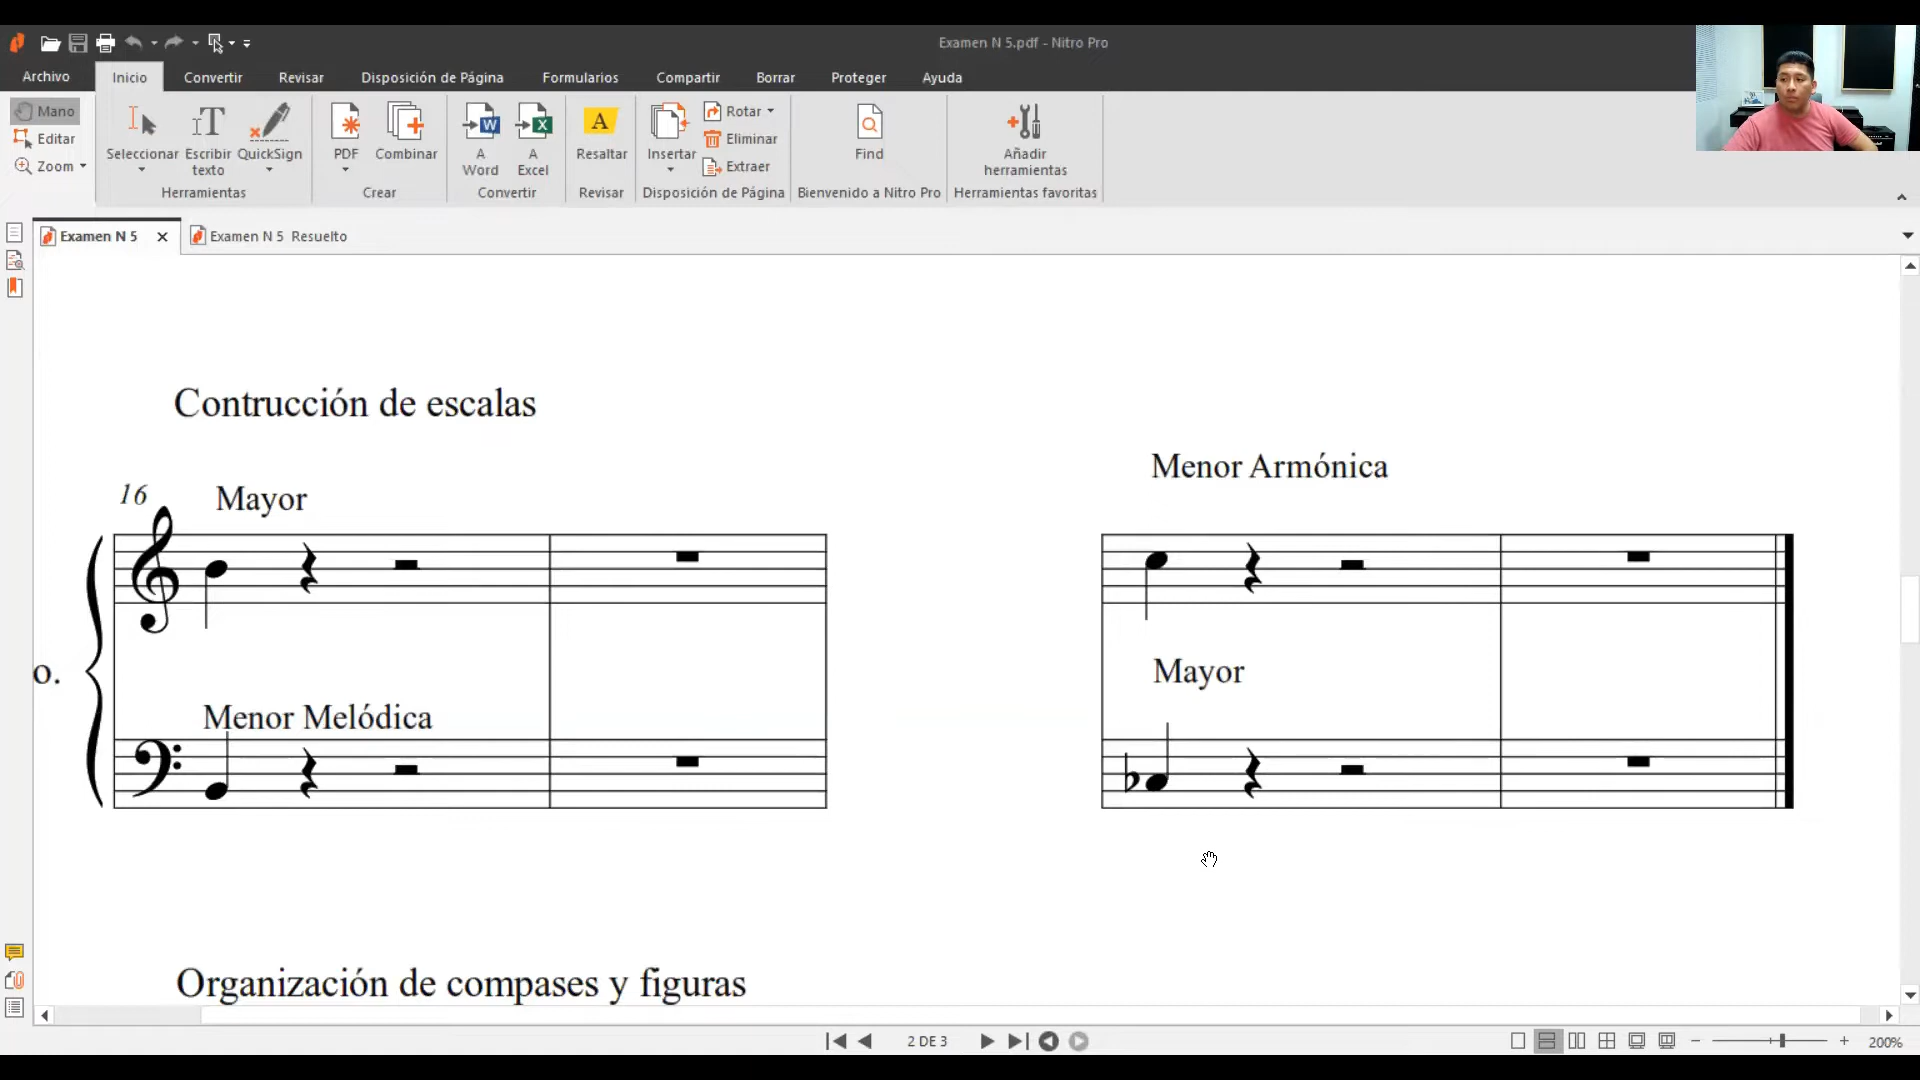 Examen N 5.pdf - Nitro Pro
Archivo
Inicio
Convertir
Revisar
Disposición de Página
Formularios
Compartir
Borrar
Proteger
Ayuda
Mano
Editar
Zoom
Seleccionar
Escribir texto
QuickSign
Herramientas
PDF
Combinar
Crear
A Word
A Excel
Convertir
Resaltar
Revisar
Insertar
Rotar
Eliminar
Extraer
Disposición de Página
Find
Bienvenido a Nitro Pro
Añadir herramientas
Herramientas favoritas
Examen N 5
Examen N 5 Resuelto
Contrucción de escalas
Menor Armónica
16
Mayor
o.
Mayor
Menor Melódica
Organización de compases y figuras
2 DE 3
200%